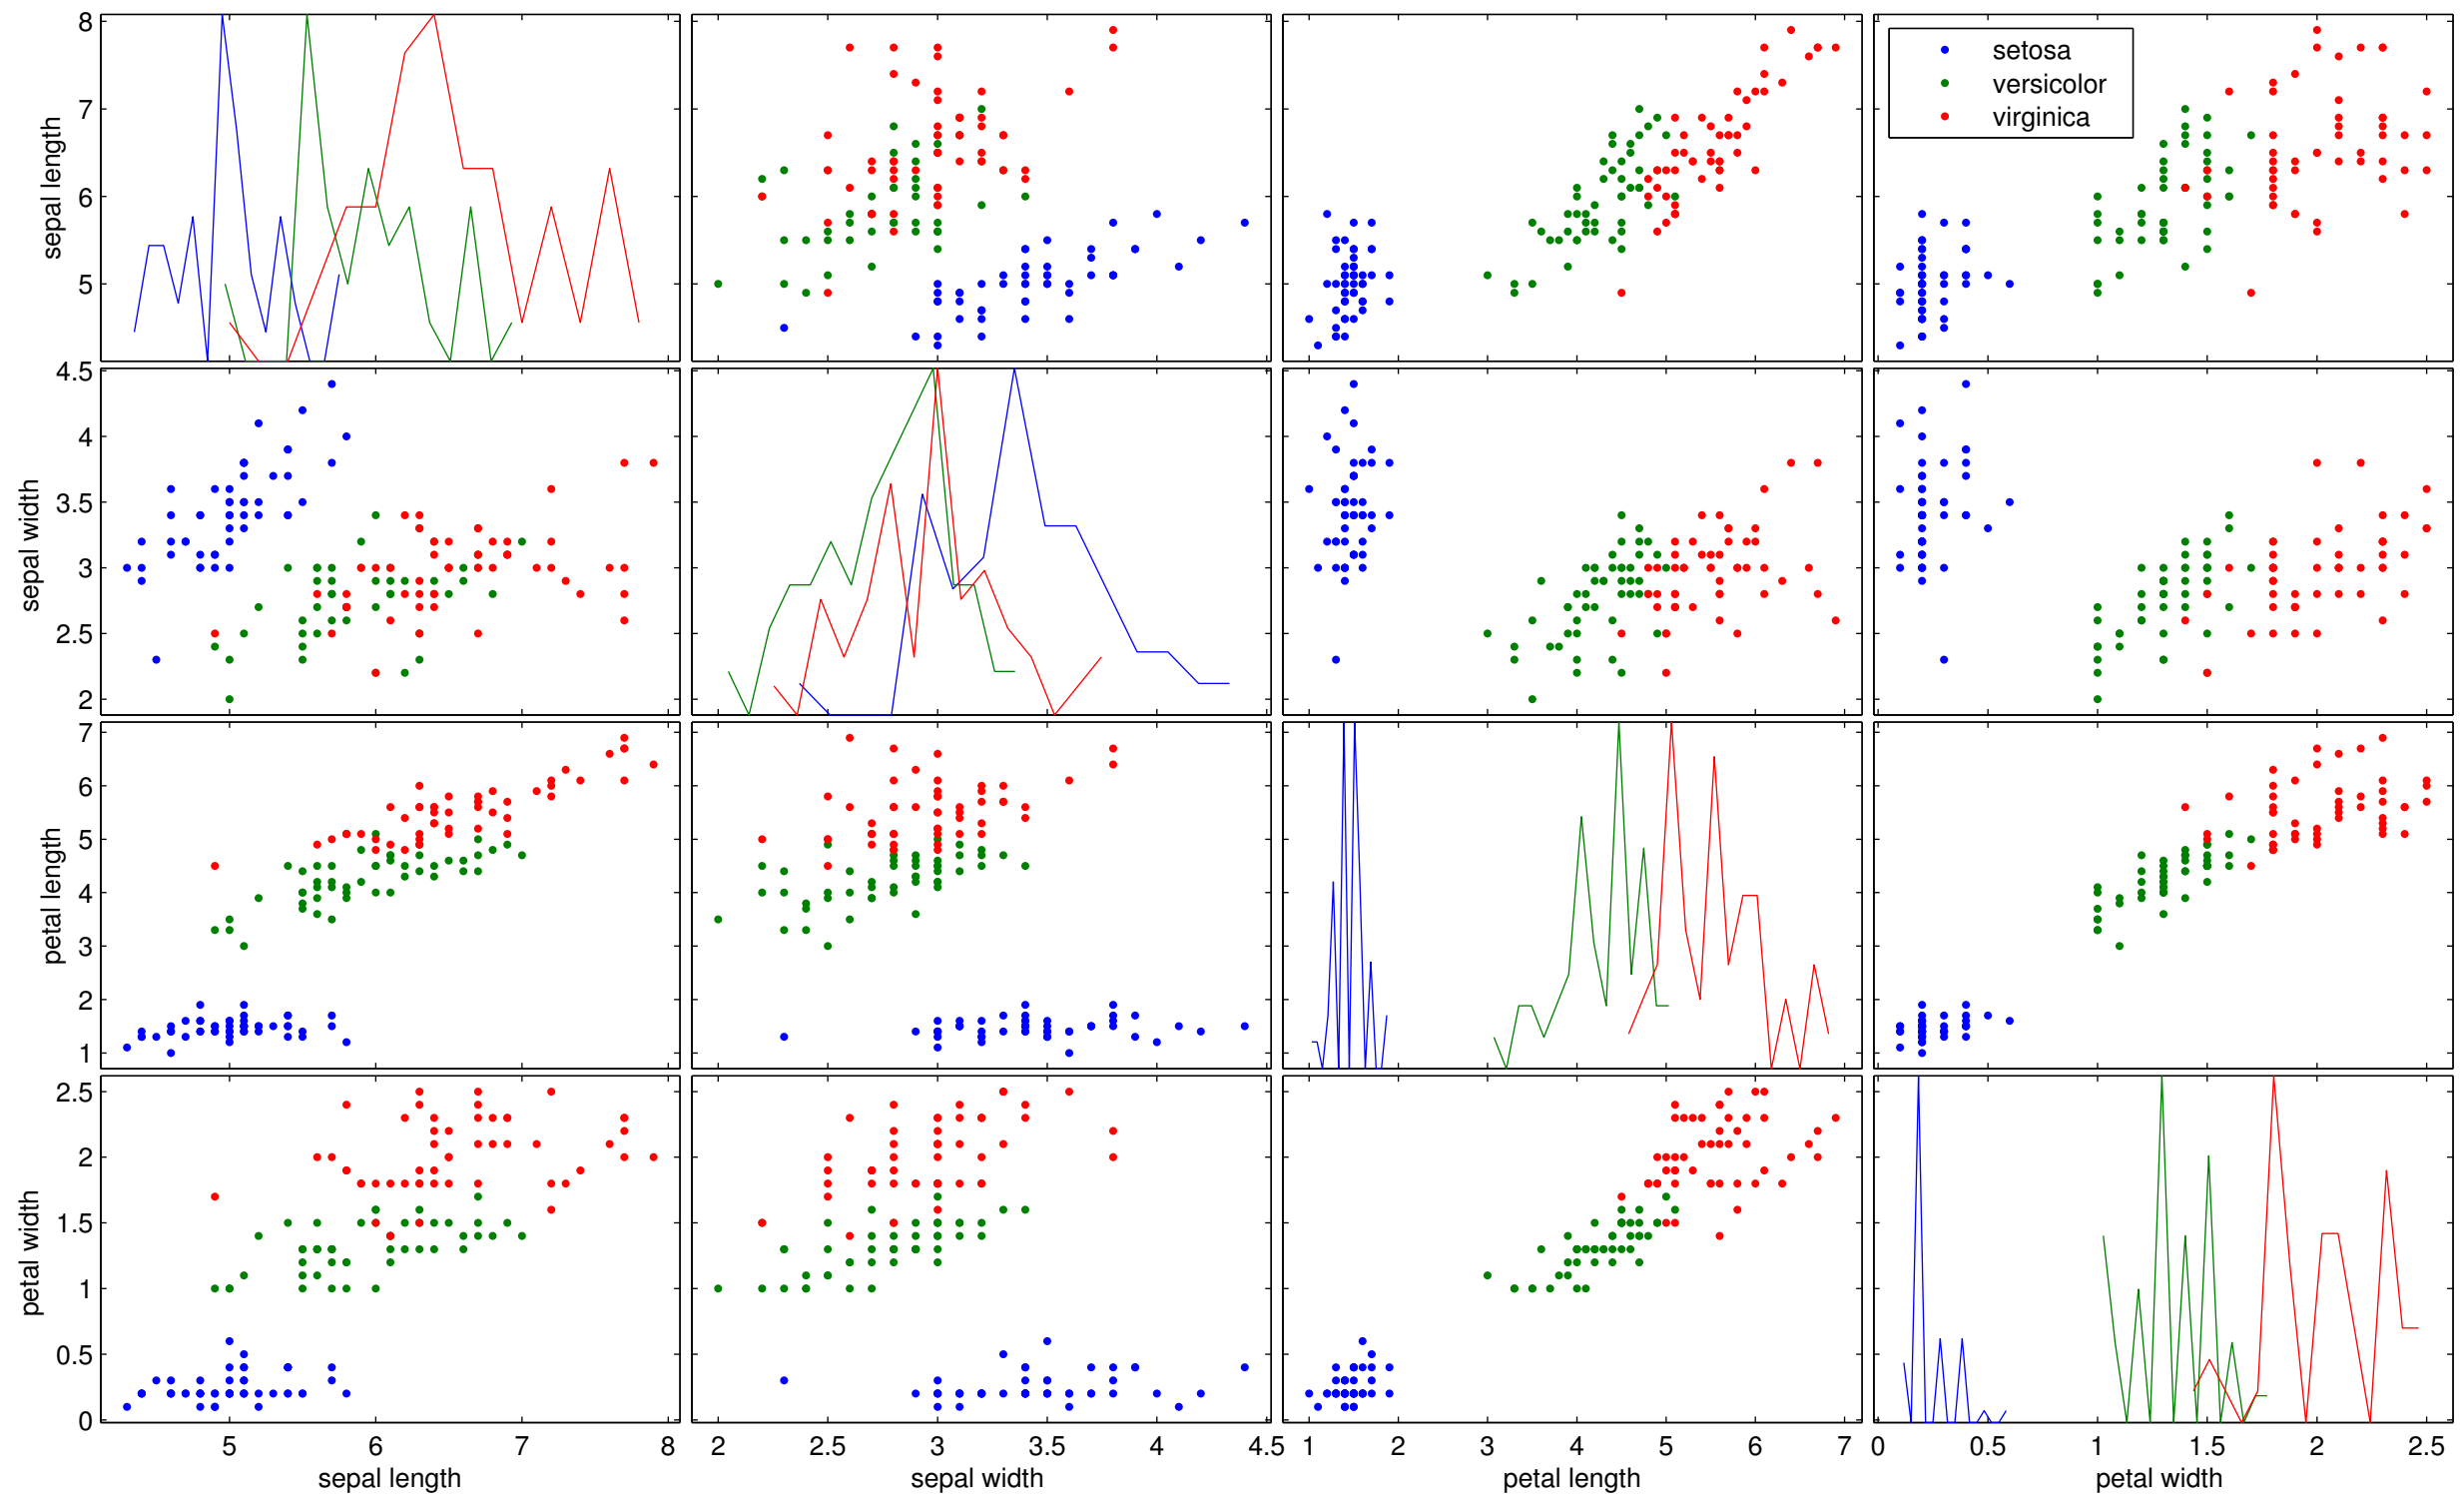 8
7
6
5
sepal length
setosa
versicolor
virginica
4.5
4
3.5
3
2.5
2
sepal width
7
6
5
4
3
2
1
petal length
2.5
2
1.5
1
0.5
0
petal width
5 6 7 8
2 2.5 3 3.5 4 4.5
1 2 3 4 5 6 7
0 0.5 1 1.5 2 2.5
sepal length
sepal width
petal length
petal width